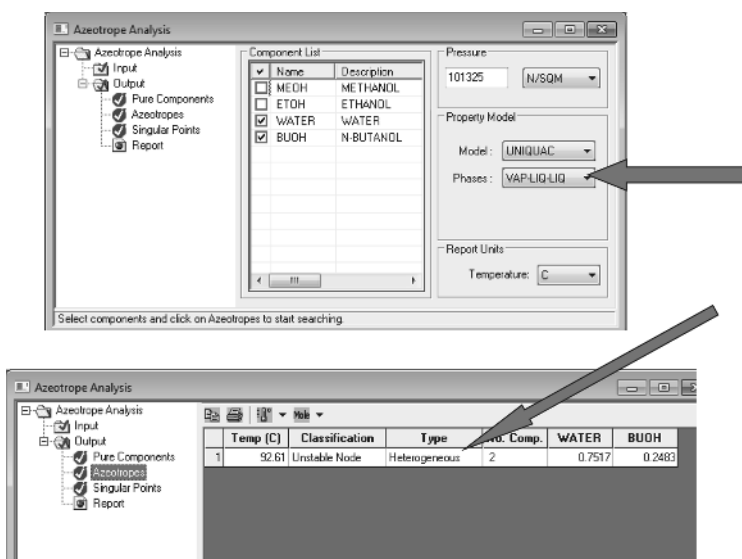 Azeotrope Analysis
Azeotrope Analysis
Input
Output
Pure Components
Azeotropes
Singular Points
Report
Component List
Name Description
MEOH METHANOL
ETOH ETHANOL
WATER WATER
BUOH N-BUTANOL
Pressure
101325 N/SQM
Property Model
Model : UNIQUAC
Phases : VAP-LIQ-LIQ
Report Units
Temperature: C
Select components and click on Azeotropes to start searching.
Azeotrope Analysis
Azeotrope Analysis
Input
Output
Pure Components
Azeotropes
Singular Points
Report
Mole
Temp (C) Classification Type No. Comp. WATER BUOH
1 92.61 Unstable Node Heterogeneous 2 0.7517 0.2483